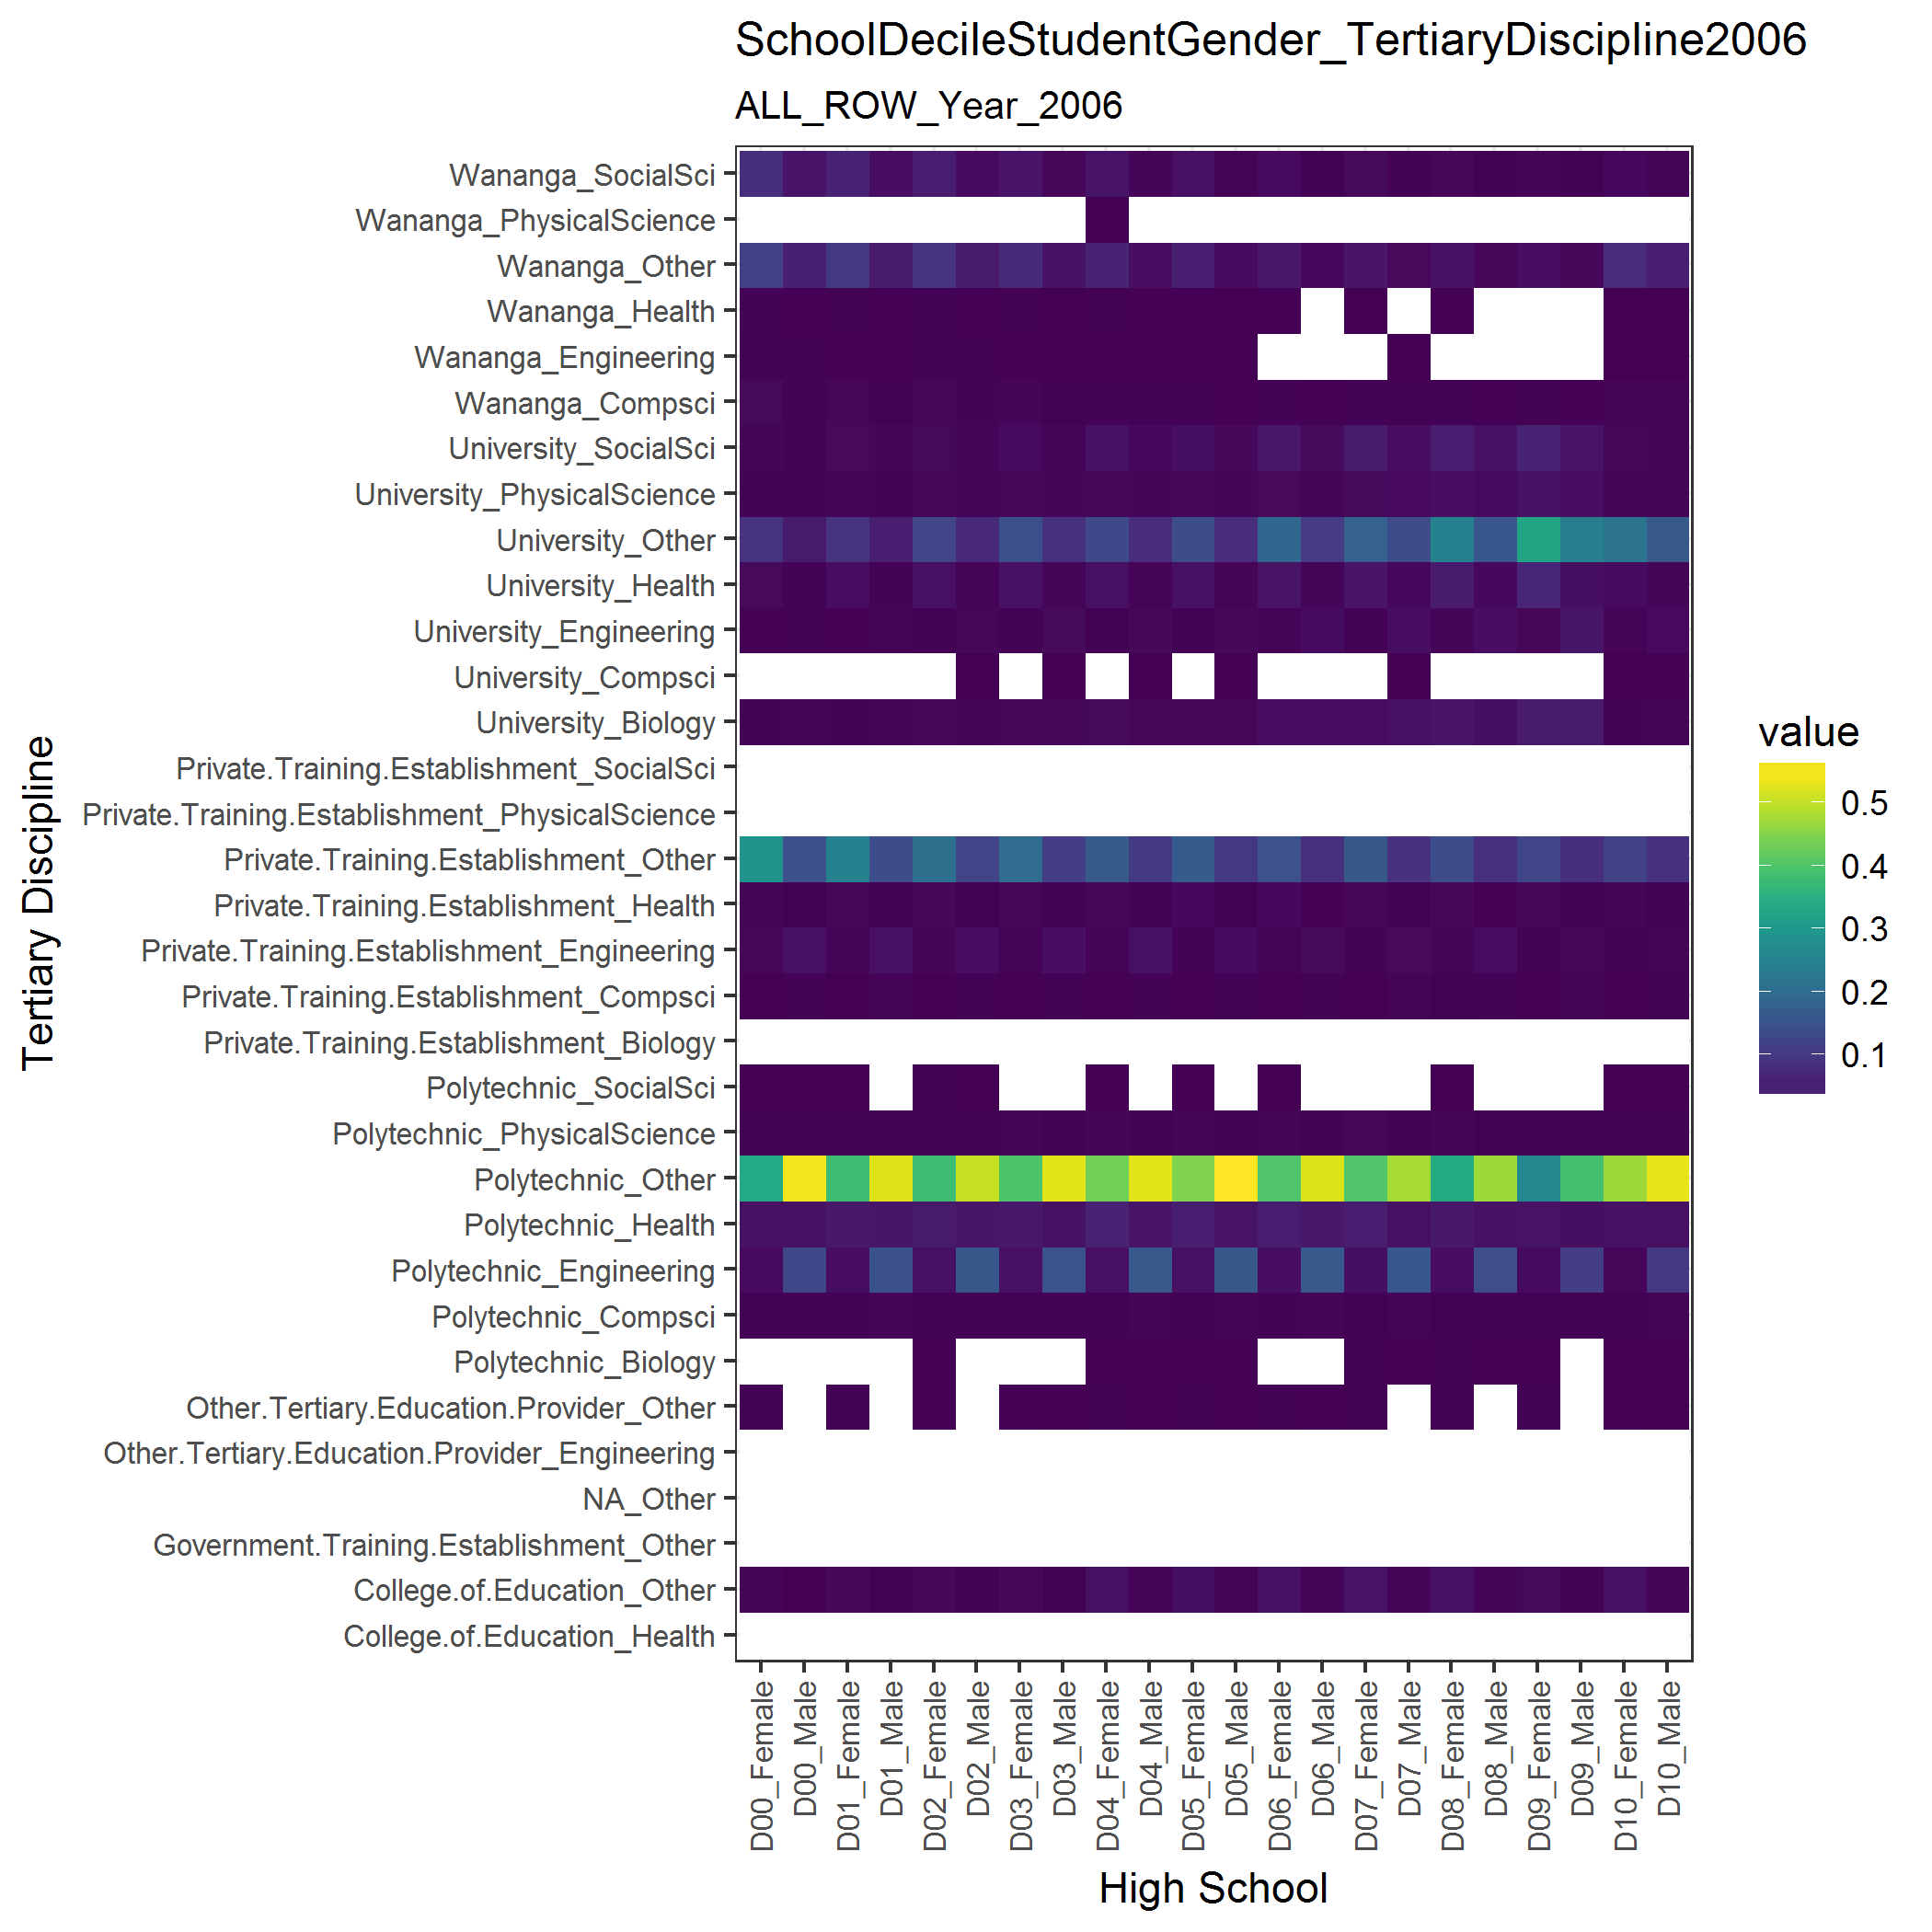 SchoolDecileStudentGender_TertiaryDiscipline2006
ALL_ROW_Year_2006
Tertiary Discipline
Wananga_SocialSci
Wananga_PhysicalScience
Wananga_Other
Wananga_Health
Wananga_Engineering
Wananga_Compsci
University_SocialSci
University_PhysicalScience
University_Other
University_Health
University_Engineering
University_Compsci
University_Biology
Private.Training.Establishment_SocialSci
Private.Training.Establishment_PhysicalScience
Private.Training.Establishment_Other
Private.Training.Establishment_Health
Private.Training.Establishment_Engineering
Private.Training.Establishment_Compsci
Private.Training.Establishment_Biology
Polytechnic_SocialSci
Polytechnic_PhysicalScience
Polytechnic_Other
Polytechnic_Health
Polytechnic_Engineering
Polytechnic_Compsci
Polytechnic_Biology
Other.Tertiary.Education.Provider_Other
Other.Tertiary.Education.Provider_Engineering
NA_Other
Government.Training.Establishment_Other
College.of.Education_Other
College.of.Education_Health
D00_Female
D00_Male
D01_Female
D01_Male
D02_Female
D02_Male
D03_Female
D03_Male
D04_Female
D04_Male
D05_Female
D05_Male
D06_Female
D06_Male
D07_Female
D07_Male
D08_Female
D08_Male
D09_Female
D09_Male
D10_Female
D10_Male
High School
value
0.5
0.4
0.3
0.2
0.1